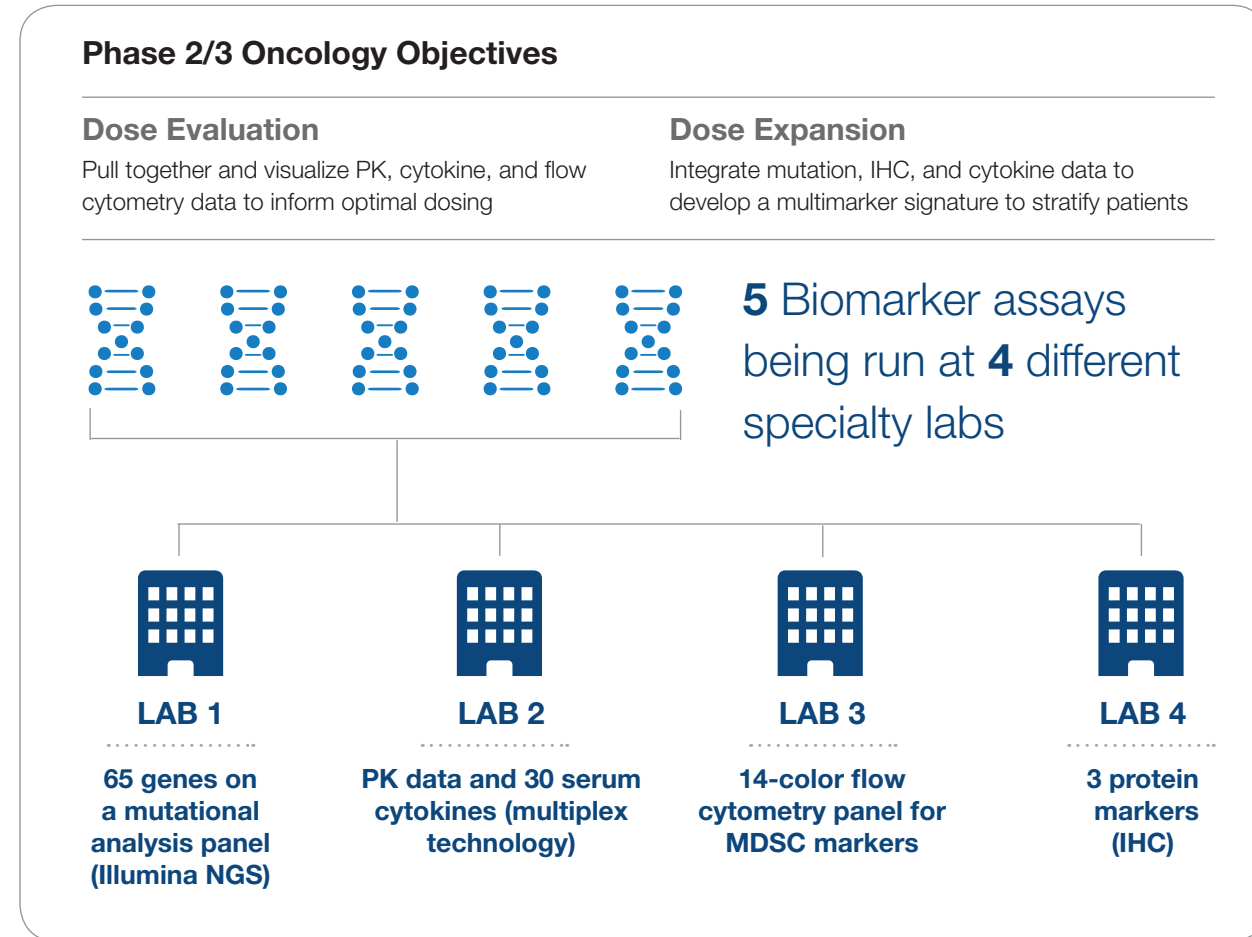 Phase 2/3 Oncology Objectives
Dose Evaluation
Pull together and visualize PK, cytokine, and flow
cytometry data to inform optimal dosing
Dose Expansion
Integrate mutation, IHC, and cytokine data to
develop a multimarker signature to stratify patients
5 Biomarker assays
being run at 4 different
specialty labs
LAB 1
65 genes on
a mutational
analysis panel
(Illumina NGS)
LAB 2
PK data and 30 serum
cytokines (multiplex
technology)
LAB 3
14-color flow
cytometry panel for
MDSC markers
LAB 4
3 protein
markers
(IHC)